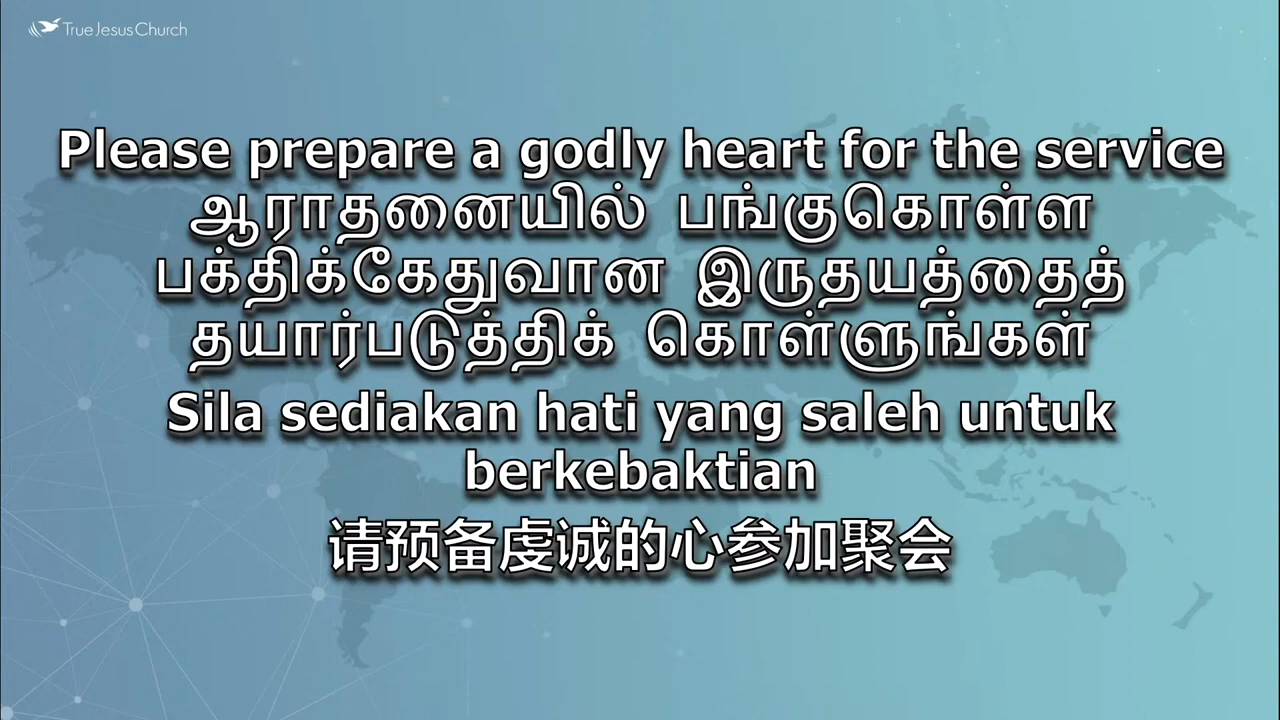 True Jesus Church
Please prepare a godly heart for the service
ஆராதனையில் பங்குகொள்ள
பக்திக்கேதுவான இருதயத்தைத்
தயார்படுத்திக் கொள்ளுங்கள்
Sila sediakan hati yang saleh untuk
berkebaktian
请预备虔诚的心参加聚会